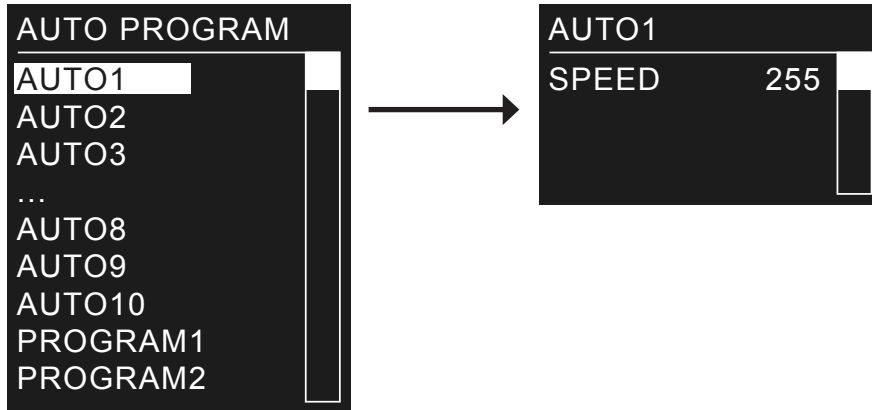 AUTO PROGRAM
AUTO1
AUTO2
AUTO3
...
AUTO8
AUTO9
AUTO10
PROGRAM1
PROGRAM2
AUTO1
SPEED 255